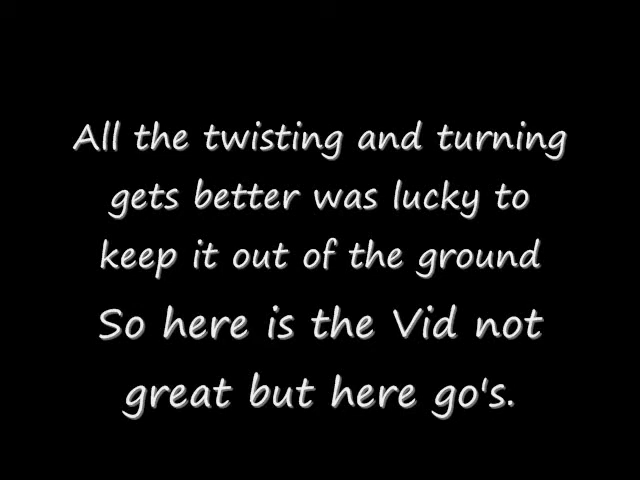 All the twisting and turning
gets better was lucky to
keep it out of the ground
So here is the Vid not
great but here go's.